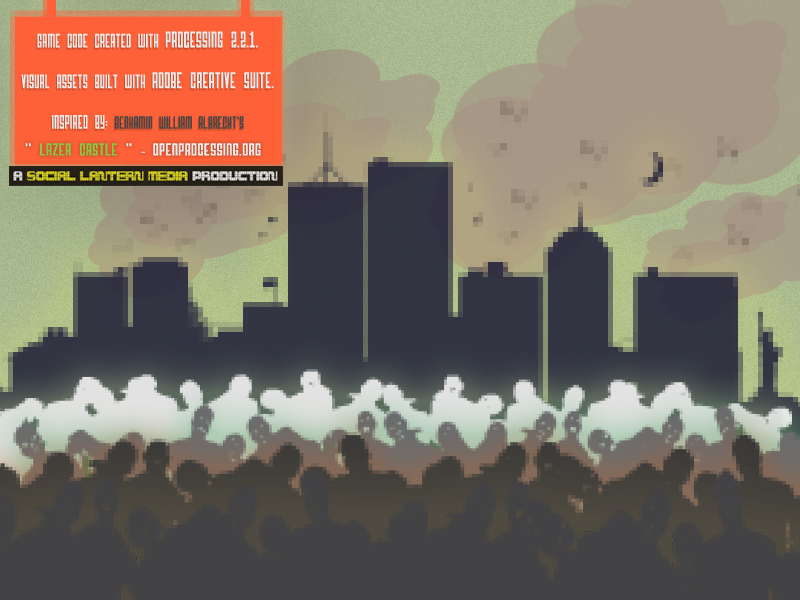 GAME CODE CREATED WITH PROCESSING 2.2.1.
VISUAL ASSETS BUILT WITH ADOBE CREATIVE SUITE.
INSPIRED BY: BENHAMIN WILLIAM ALBRECHT'S
" LAZER CASTLE " - OPENPROCESSING.ORG
A SOCIAL LANTERN MEDIA PRODUCTION